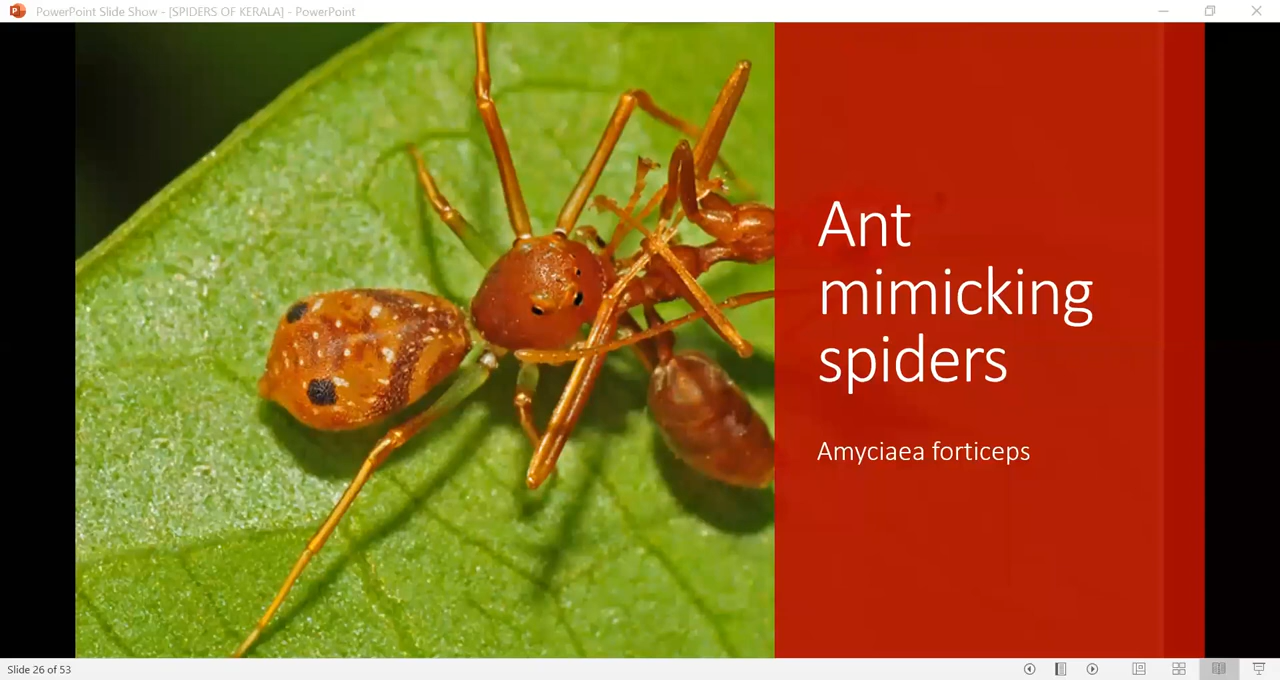 PowerPoint Slide Show - [SPIDERS OF KERALA] - PowerPoint
Ant
mimicking
spiders
Amyciaea forticeps
Slide 26 of 53